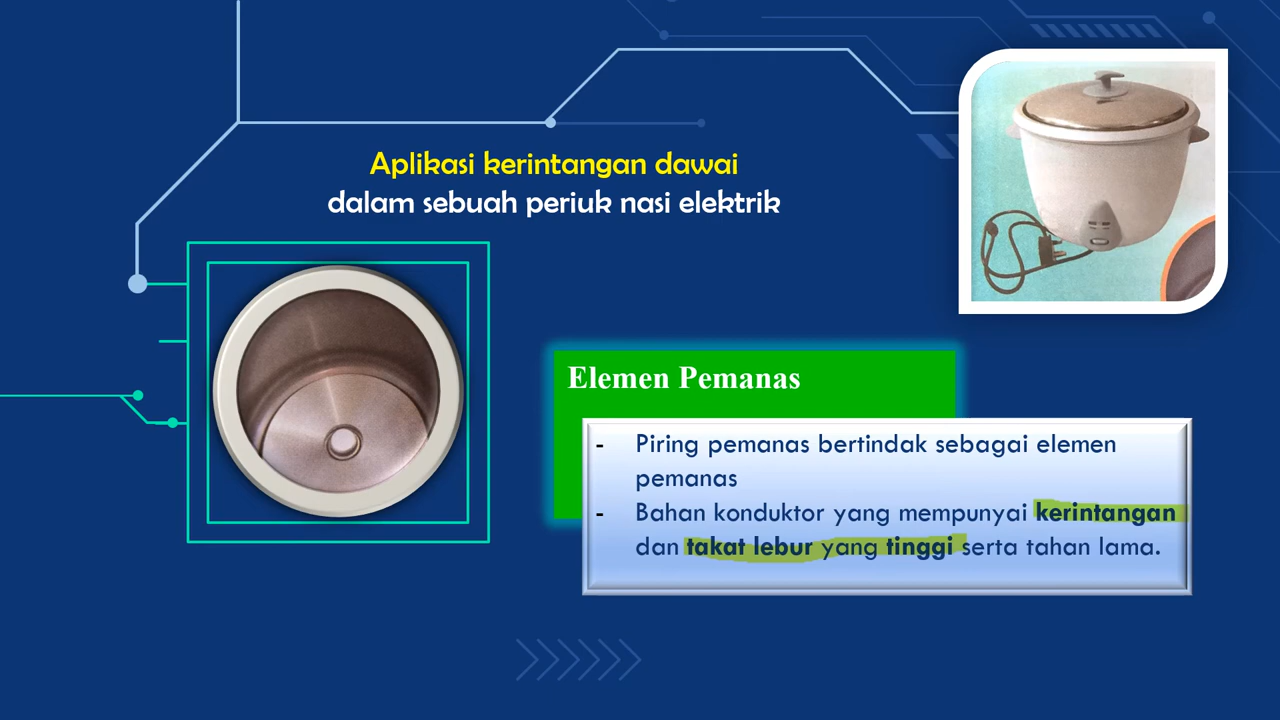 Aplikasi kerintangan dawai
dalam sebuah periuk nasi elektrik
Elemen Pemanas
- Piring pemanas bertindak sebagai elemen
pemanas
- Bahan konduktor yang mempunyai kerintangan
dan takat lebur yang tinggi serta tahan lama.